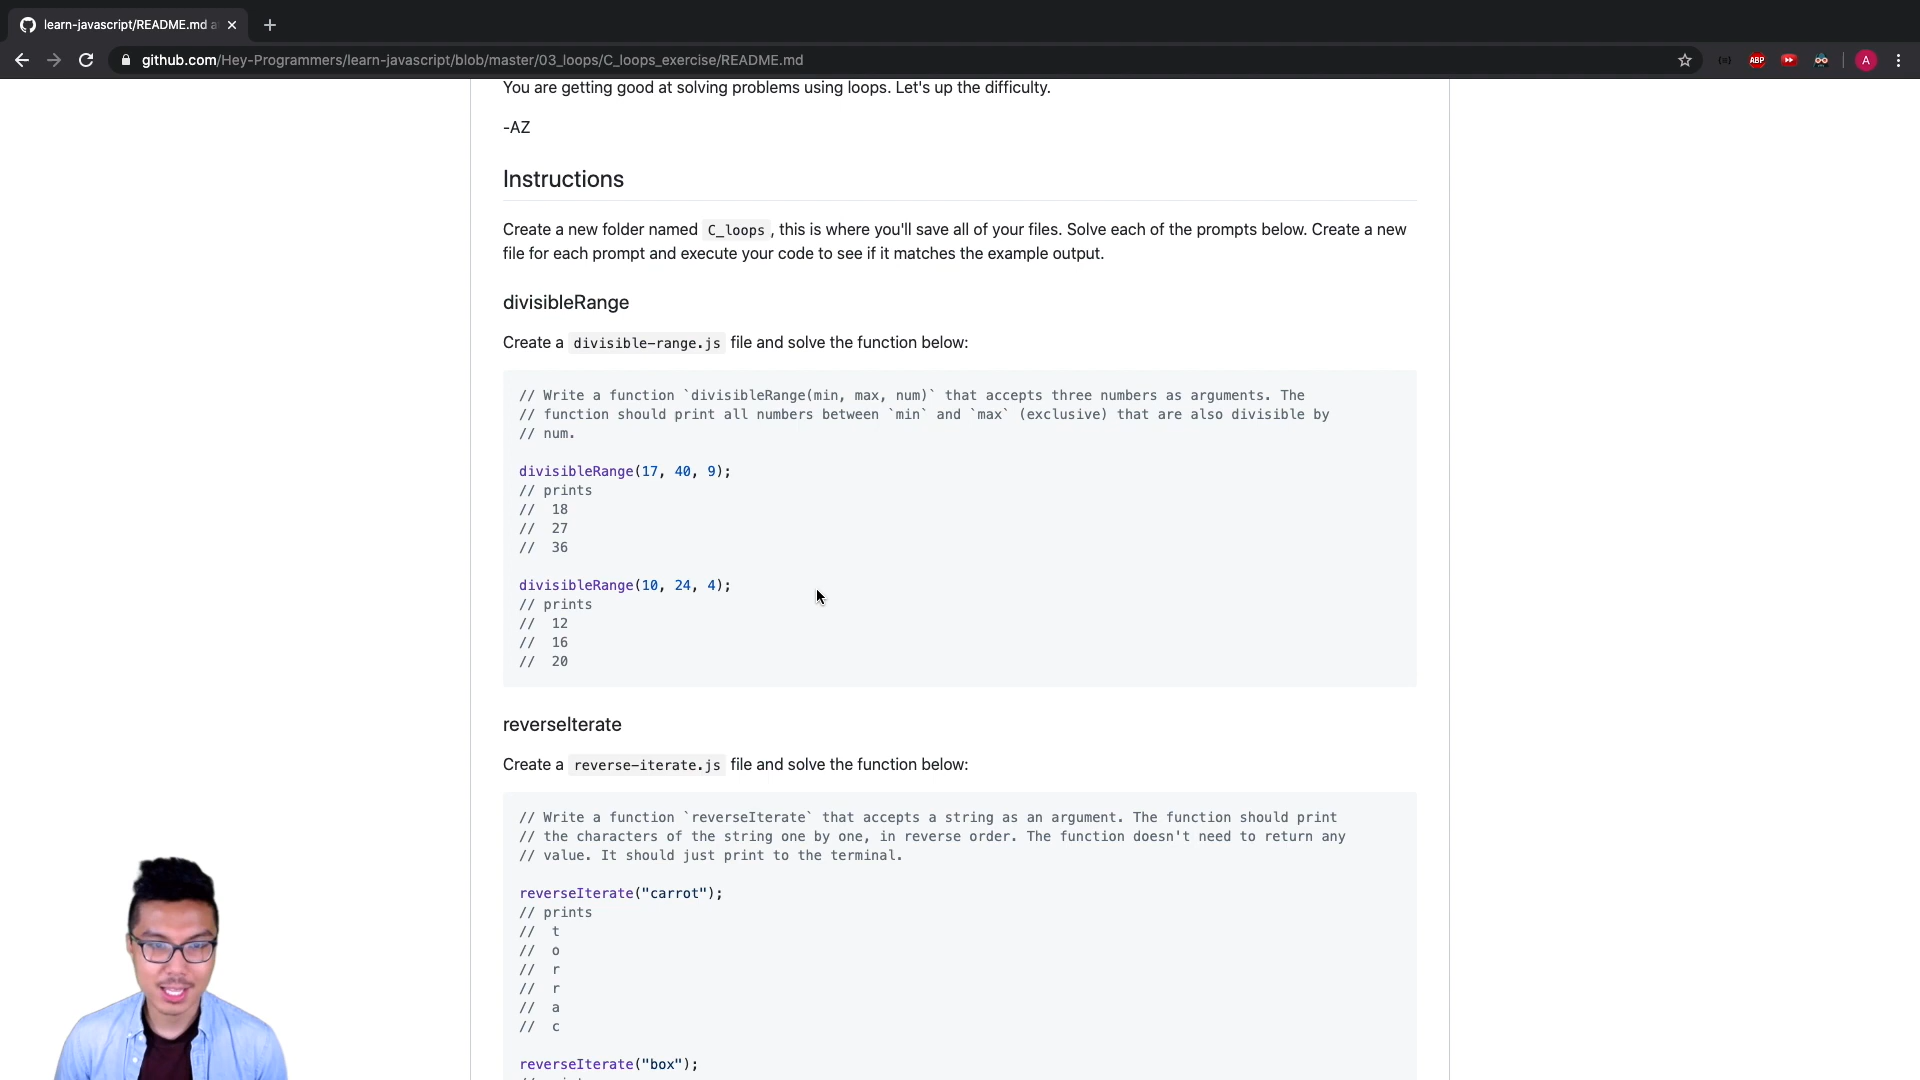 learn-javascript/README.md a
github.com/Hey-Programmers/learn-javascript/blob/master/03_loops/C_loops_exercise/README.md
ABP
A
You are getting good at solving problems using loops. Let's up the difficulty.
-AZ
Instructions
Create a new folder named C_loops , this is where you'll save all of your files. Solve each of the prompts below. Create a new
file for each prompt and execute your code to see if it matches the example output.
divisibleRange
Create a divisible-range.js file and solve the function below:
// Write a function `divisibleRange(min, max, num)` that accepts three numbers as arguments. The
// function should print all numbers between `min` and `max` (exclusive) that are also divisible by
// num.
divisibleRange(17, 40, 9);
// prints
//  18
//  27
//  36
divisibleRange(10, 24, 4);
// prints
//  12
//  16
//  20
reverseIterate
Create a reverse-iterate.js file and solve the function below:
// Write a function `reverseIterate` that accepts a string as an argument. The function should print
// the characters of the string one by one, in reverse order. The function doesn't need to return any
// value. It should just print to the terminal.
reverseIterate("carrot");
// prints
//  t
//  o
//  r
//  r
//  a
//  c
reverseIterate("box");